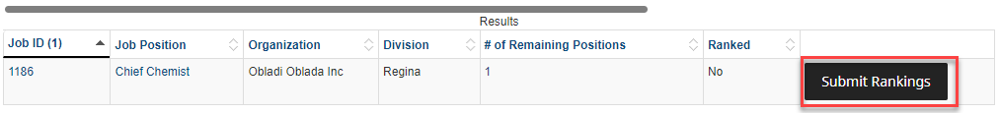 Results
Job ID (1) Job Position Organization Division # of Remaining Positions Ranked
1186 Chief Chemist Obladi Oblada Inc Regina 1 No Submit Rankings